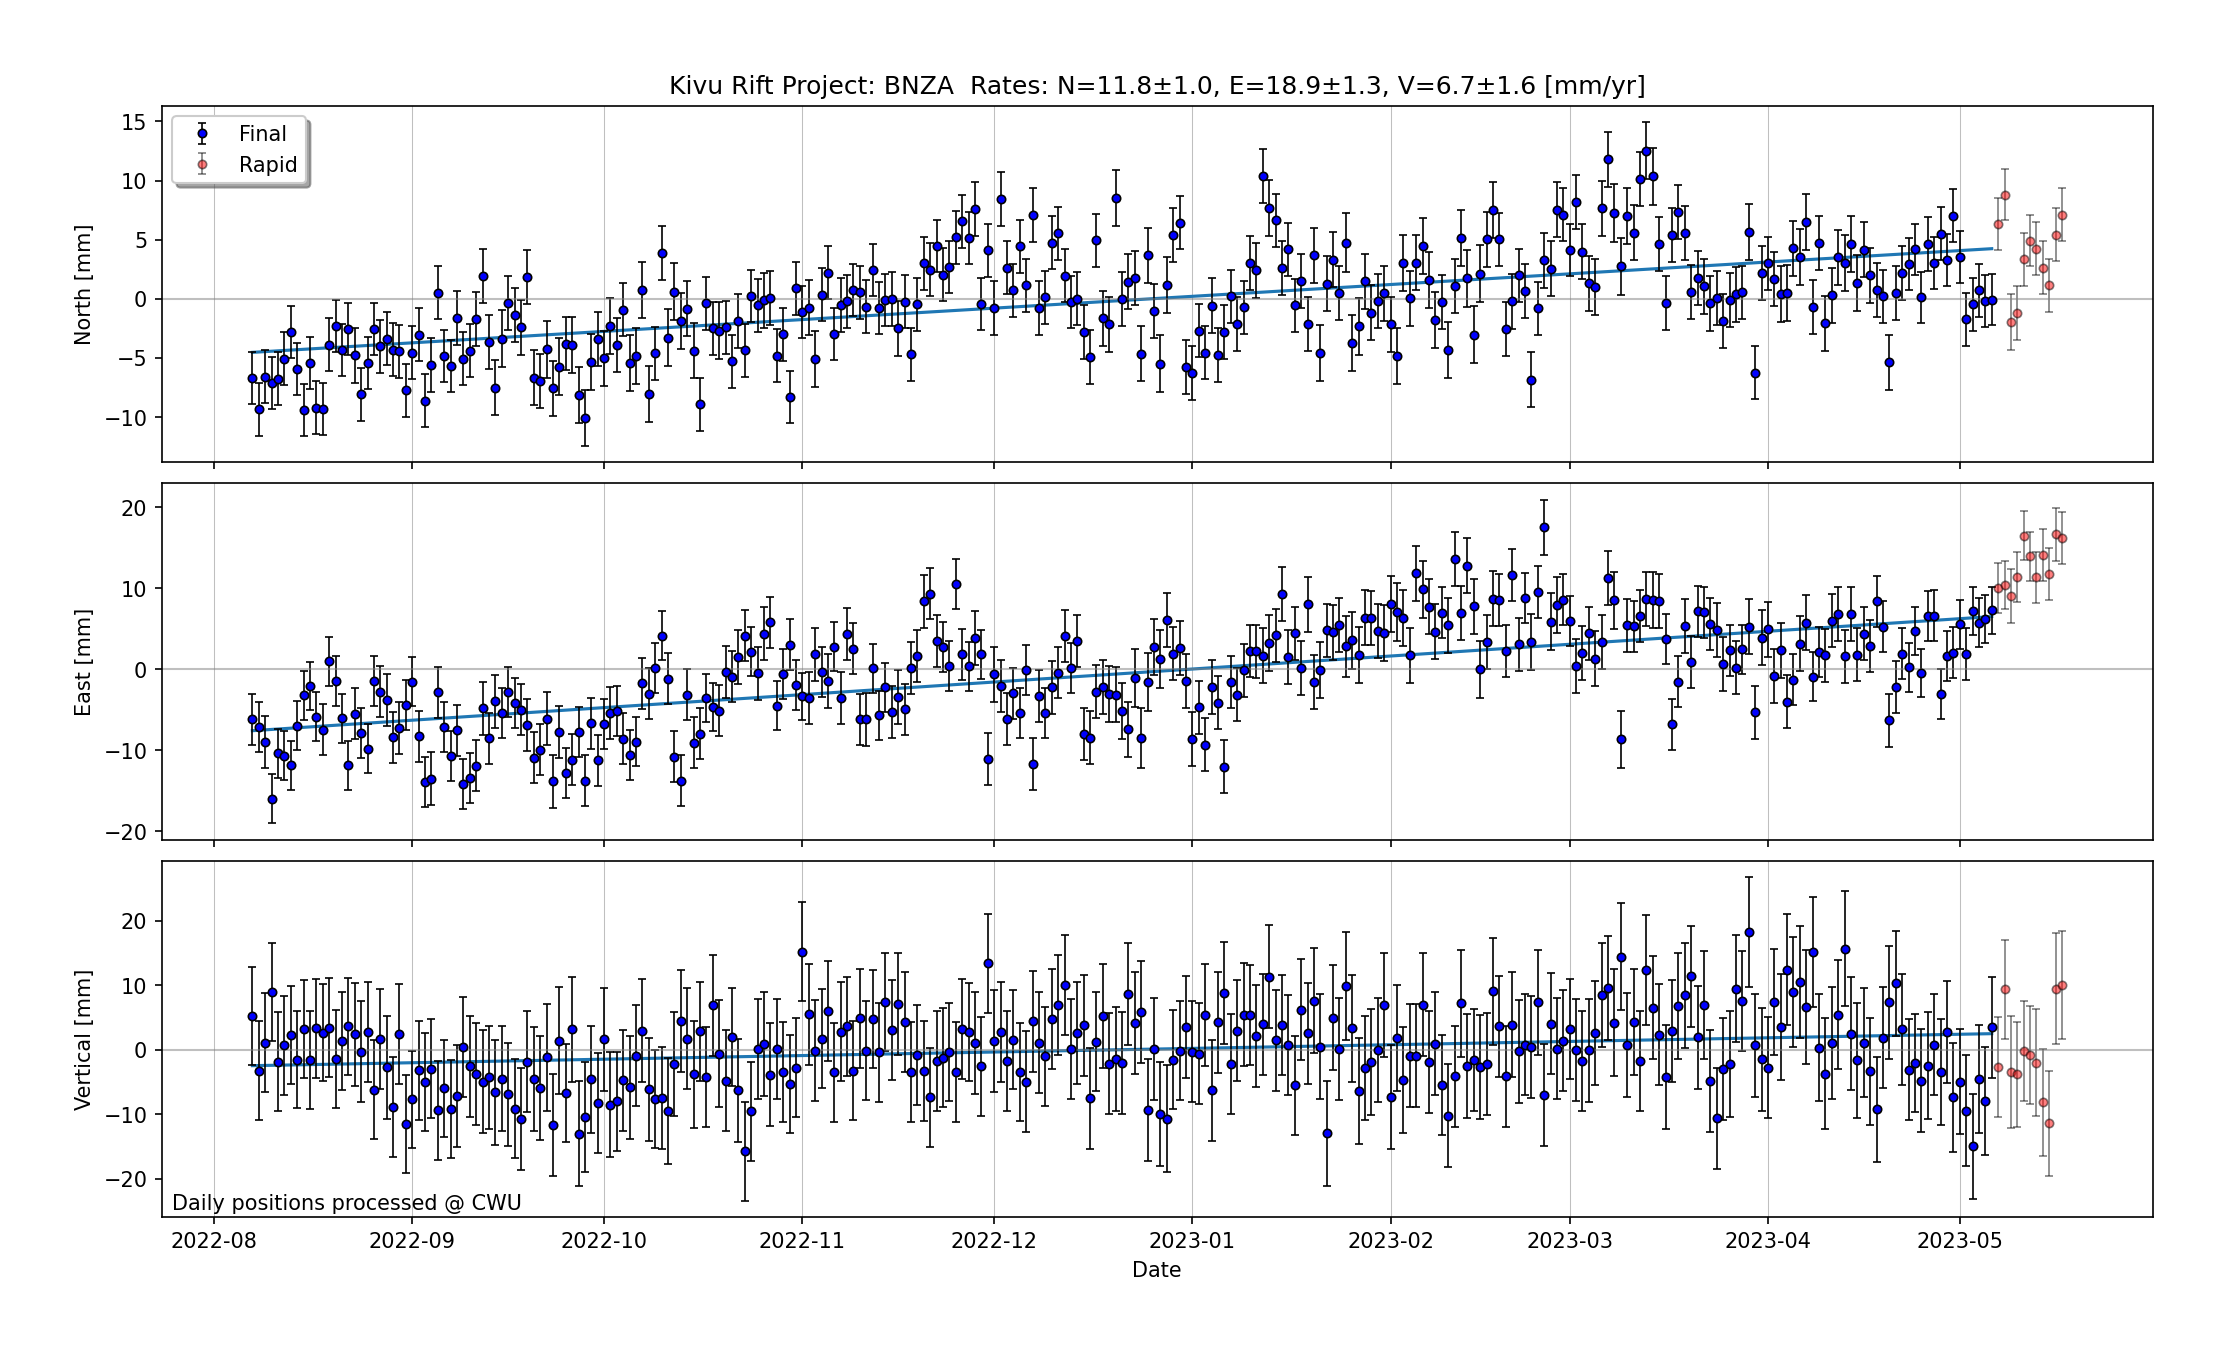 Kivu Rift Project: BNZA  Rates: N=11.8±1.0, E=18.9±1.3, V=6.7±1.6 [mm/yr]
Final
Rapid
North [mm]
15
10
5
0
−5
−10
East [mm]
20
10
0
−10
−20
Vertical [mm]
20
10
0
−10
−20
Daily positions processed @ CWU
2022-08 2022-09 2022-10 2022-11 2022-12 2023-01 2023-02 2023-03 2023-04 2023-05
Date